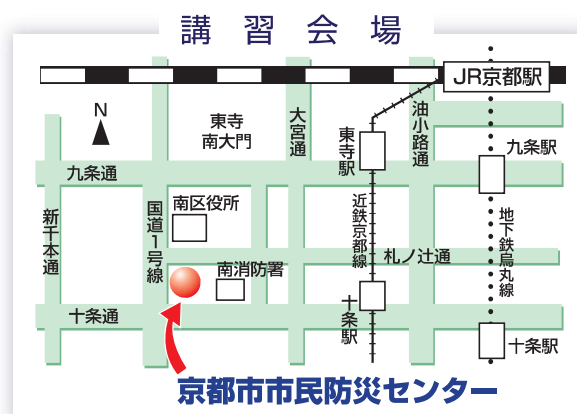 講習会場
JR京都駅
N
東寺
南大門
大宮通
東寺駅
油小路通
九条駅
九条通
新千本通
国道1号線
南区役所
近鉄京都線
地下鉄烏丸線
札ノ辻通
南消防署
十条通
十条駅
十条駅
京都市市民防災センター